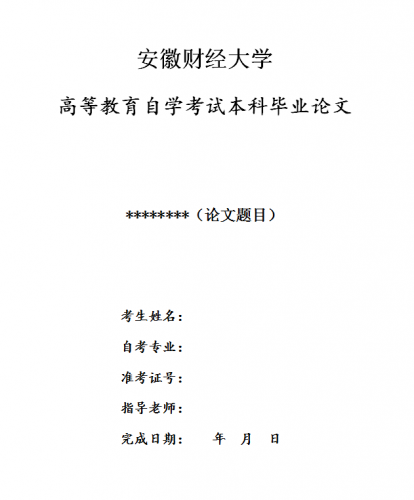 安徽财经大学
高等教育自学考试本科毕业论文
********（论文题目）
考生姓名：
自考专业：
准考证号：
指导老师：
完成日期： 年 月 日